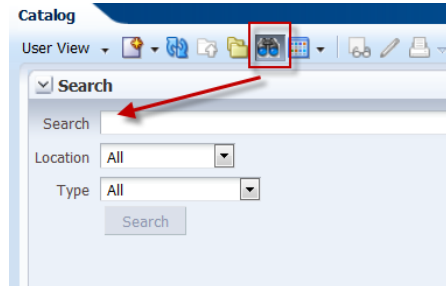 Catalog
User View
Search
Search
Location All
Type All
Search